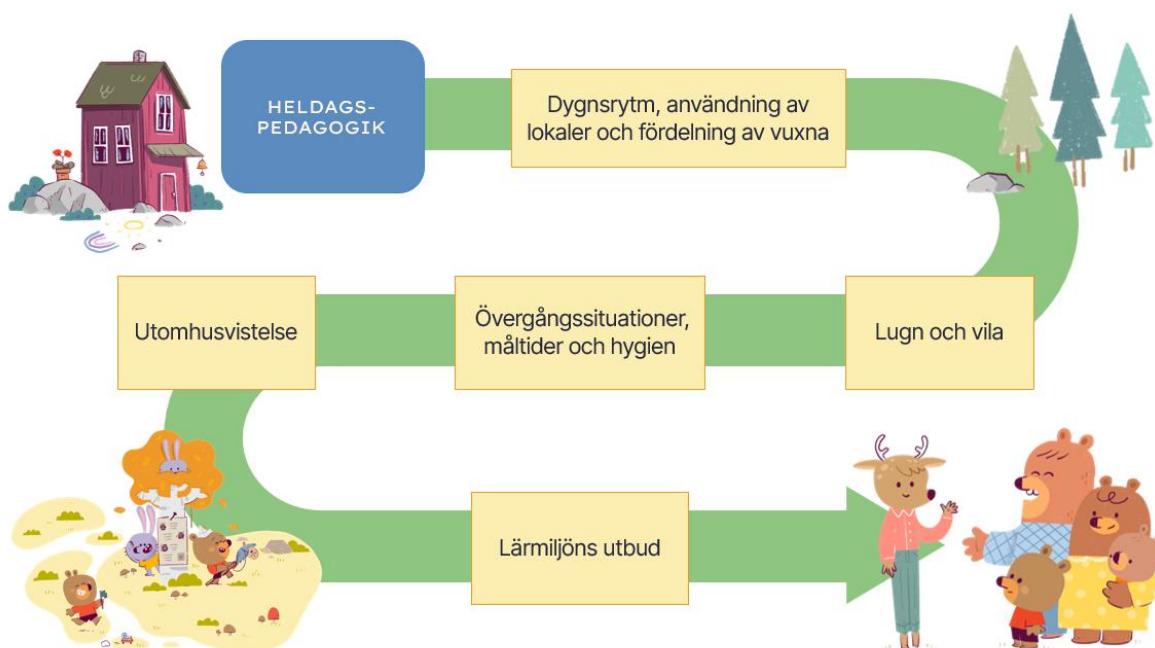 HELDAGS-
PEDAGOGIK
Dygnsrytm, användning av
lokaler och fördelning av vuxna
Lugn och vila
Övergångssituationer,
måltider och hygien
Utomhusvistelse
Lärmiljöns utbud